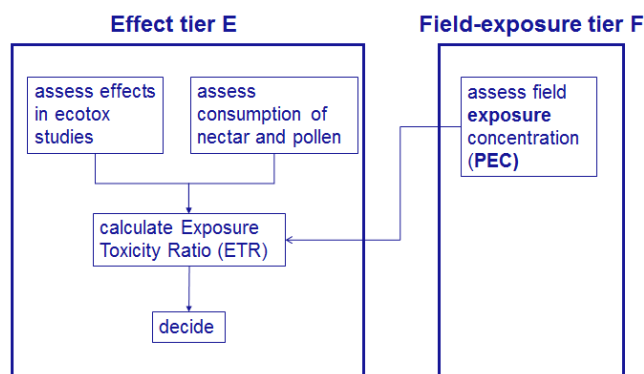 Effect tier E
Field-exposure tier F
assess effects
in ecotox
studies
assess
consumption of
nectar and pollen
assess field
exposure
concentration
(PEC)
calculate Exposure
Toxicity Ratio (ETR)
decide